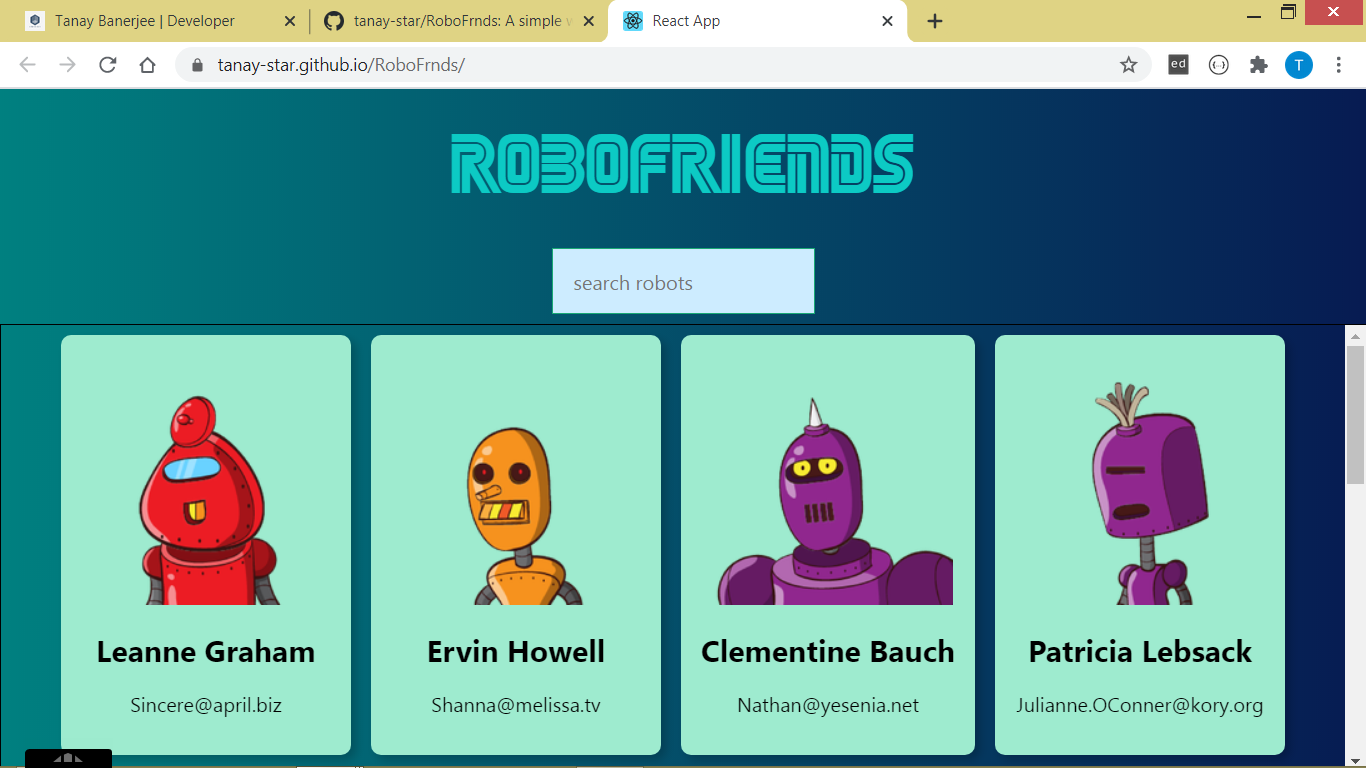 Tanay Banerjee | Developer
tanay-star/RoboFrnds: A simple w
React App
tanay-star.github.io/RoboFrnds/
ed
T
ROBOFRIENDS
search robots
Leanne Graham
Ervin Howell
Clementine Bauch
Patricia Lebsack
Sincere@april.biz
Shanna@melissa.tv
Nathan@yesenia.net
Julianne.OConner@kory.org